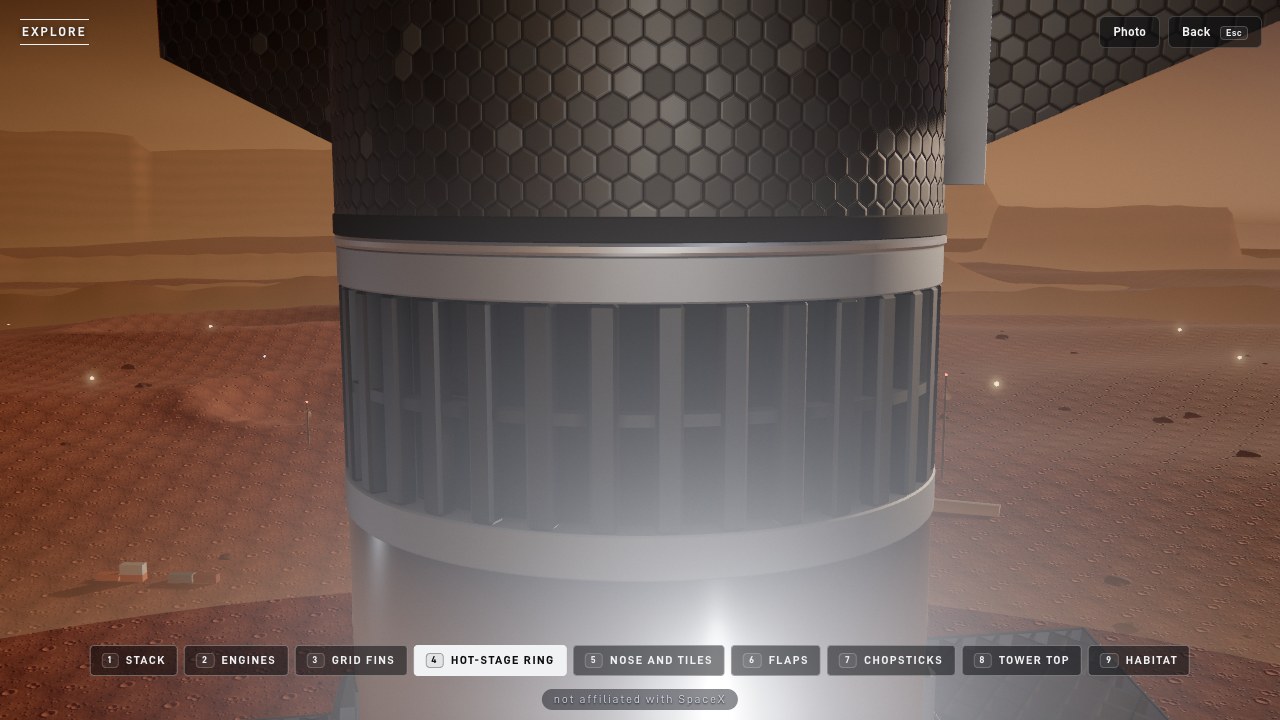 EXPLORE
Photo
Back Esc
1 STACK
2 ENGINES
3 GRID FINS
4 HOT-STAGE RING
5 NOSE AND TILES
6 FLAPS
7 CHOPSTICKS
8 TOWER TOP
9 HABITAT
not affiliated with SpaceX